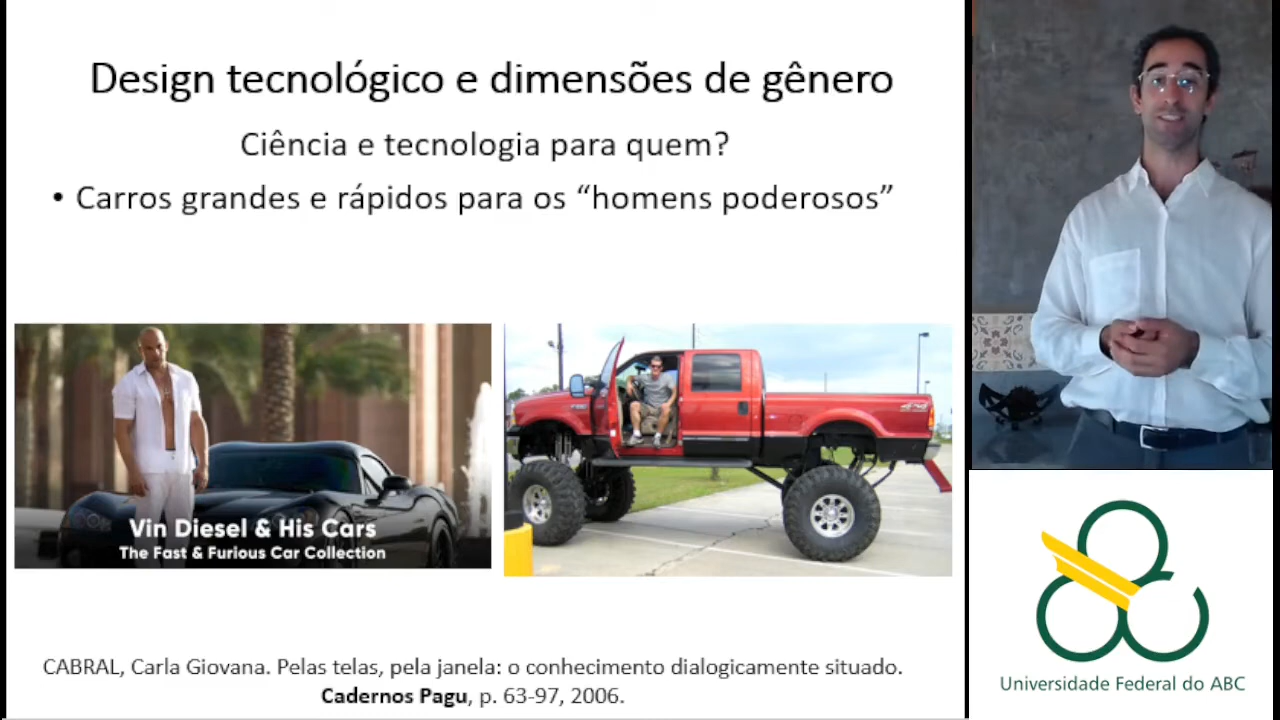 Design tecnológico e dimensões de gênero
Ciência e tecnologia para quem?
• Carros grandes e rápidos para os “homens poderosos”
Vin Diesel & His Cars
The Fast & Furious Car Collection
4x4
CABRAL, Carla Giovana. Pelas telas, pela janela: o conhecimento dialogicamente situado.
Cadernos Pagu, p. 63-97, 2006.
Universidade Federal do ABC